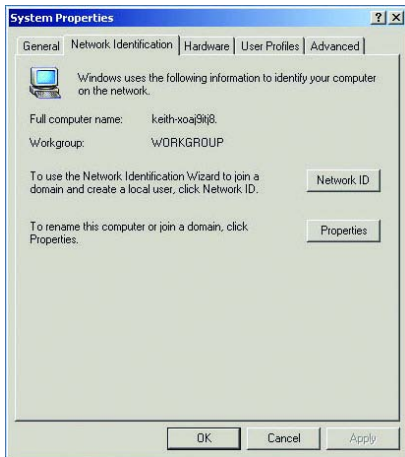 System Properties
General Network Identification Hardware User Profiles Advanced
Windows uses the following information to identify your computer
on the network.
Full computer name: keith-xoaj9itj8.
Workgroup: WORKGROUP
To use the Network Identification Wizard to join a
domain and create a local user, click Network ID.
Network ID
To rename this computer or join a domain, click
Properties.
Properties
OK Cancel Apply